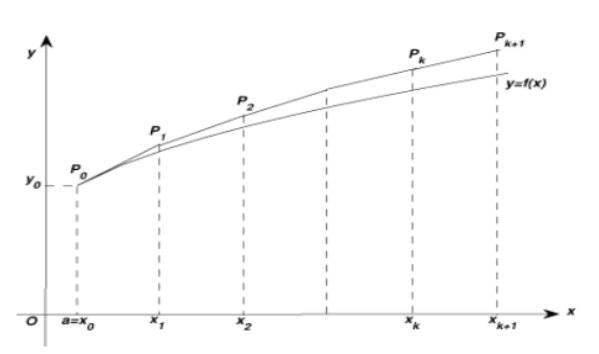 y
P₀
P₁
P₂
Pₖ
Pₖ₊₁
y=f(x)
y₀
O
a=x₀
x₁
x₂
xₖ
xₖ₊₁
x